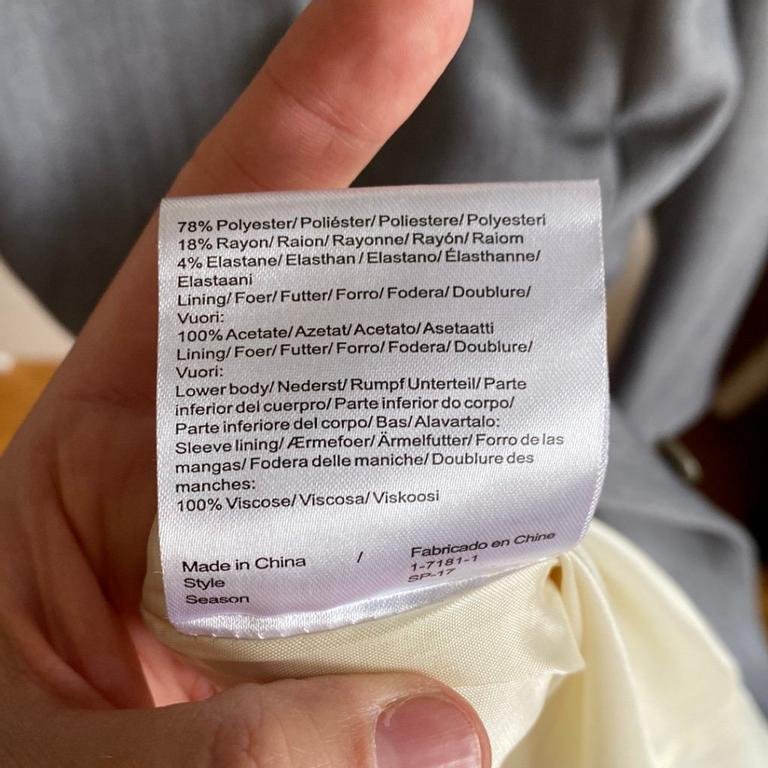 78% Polyester/ Poliéster/ Poliestere/ Polyesteri
18% Rayon/ Raion/ Rayonne/ Rayón/ Raiom
4% Elastane/ Elasthan/ Elastano/ Élasthanne/
Elastaani
Lining/ Foer/ Futter/ Forro/ Fodera/ Doublure/
Vuori:
100% Acetate/ Azetat/ Acetato/ Asetaatti
Lining/ Foer/ Futter/ Forro/ Fodera/ Doublure/
Vuori:
Lower body/ Nederst/ Rumpf Unterteil/ Parte
inferior del cuerpro/ Parte inferior do corpo/
Parte inferiore del corpo/ Bas/ Alavartalo:
Sleeve lining/ Ærmefoer/ Ärmelfutter/ Forro de las
mangas/ Fodera delle maniche/ Doublure des
manches:
100% Viscose/ Viscosa/ Viskoosi
Made in China / Fabricado en Chine
Style 1-7181-1
Season SP-17